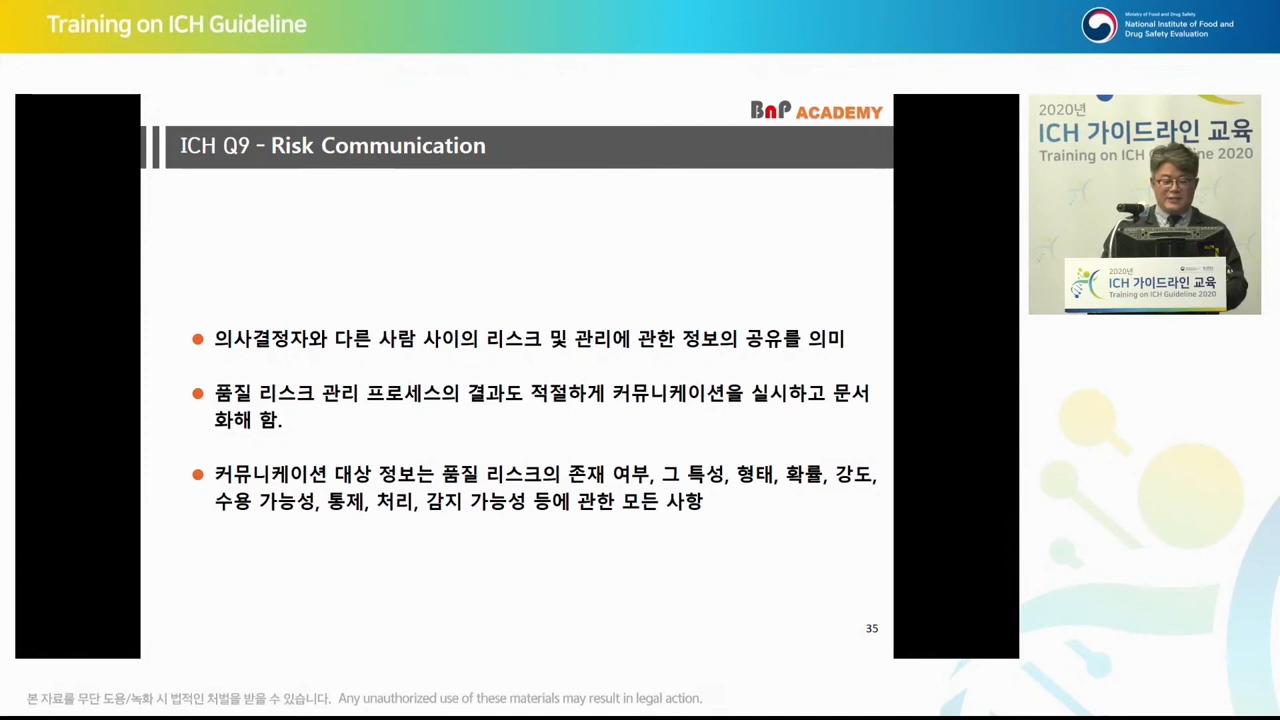 Training on ICH Guideline
Ministry of Food and Drug Safety
National Institute of Food and
Drug Safety Evaluation
BnP ACADEMY
ICH Q9 – Risk Communication
의사결정자와 다른 사람 사이의 리스크 및 관리에 관한 정보의 공유를 의미
품질 리스크 관리 프로세스의 결과도 적절하게 커뮤니케이션을 실시하고 문서
화해 함.
커뮤니케이션 대상 정보는 품질 리스크의 존재 여부, 그 특성, 형태, 확률, 강도,
수용 가능성, 통제, 처리, 감지 가능성 등에 관한 모든 사항
35
2020년
ICH 가이드라인 교육
Training on ICH ne 2020
2020년
ICH 가이드라인 교육
Training on ICH Guideline 2020
본 자료를 무단 도용/녹화 시 법적인 처벌을 받을 수 있습니다. Any unauthorized use of these materials may result in legal action.